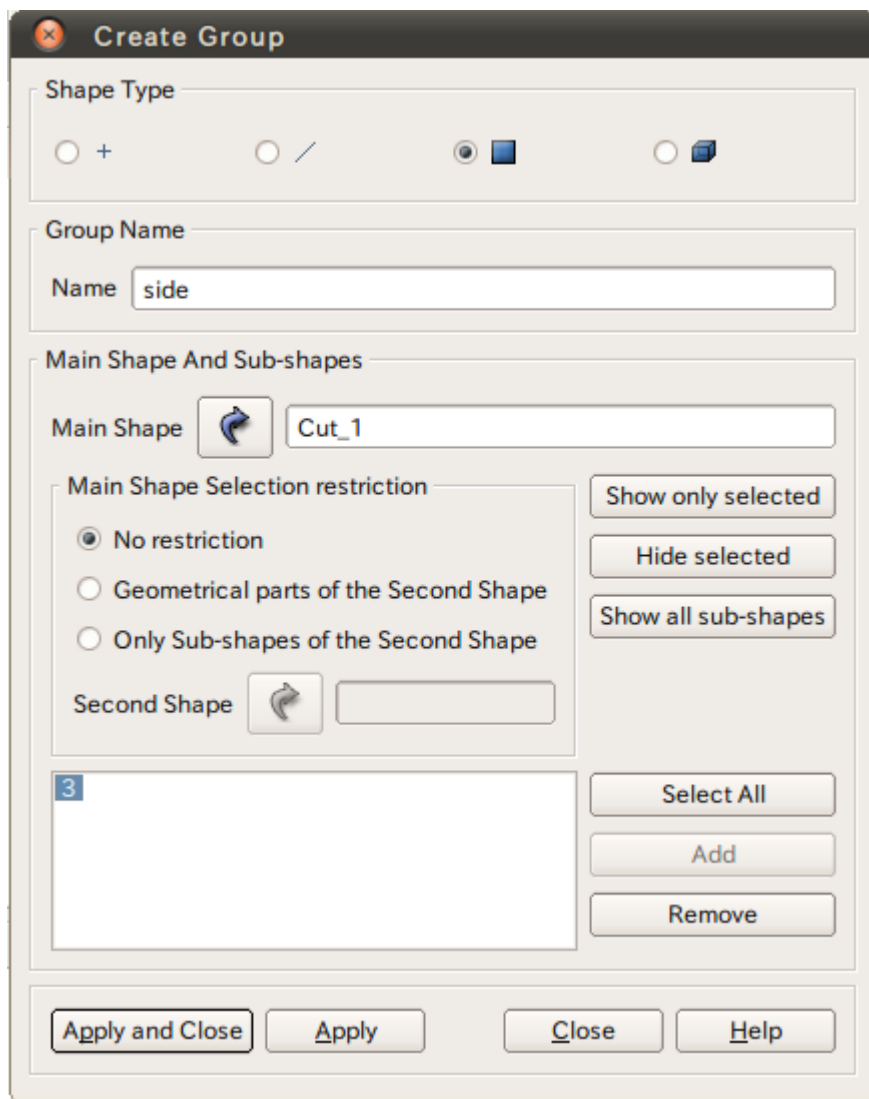 Create Group
Shape Type
Group Name
Name side
Main Shape And Sub-shapes
Main Shape Cut_1
Main Shape Selection restriction
Show only selected
No restriction
Hide selected
Geometrical parts of the Second Shape
Show all sub-shapes
Only Sub-shapes of the Second Shape
Second Shape
3
Select All
Add
Remove
Apply and Close Apply Close Help